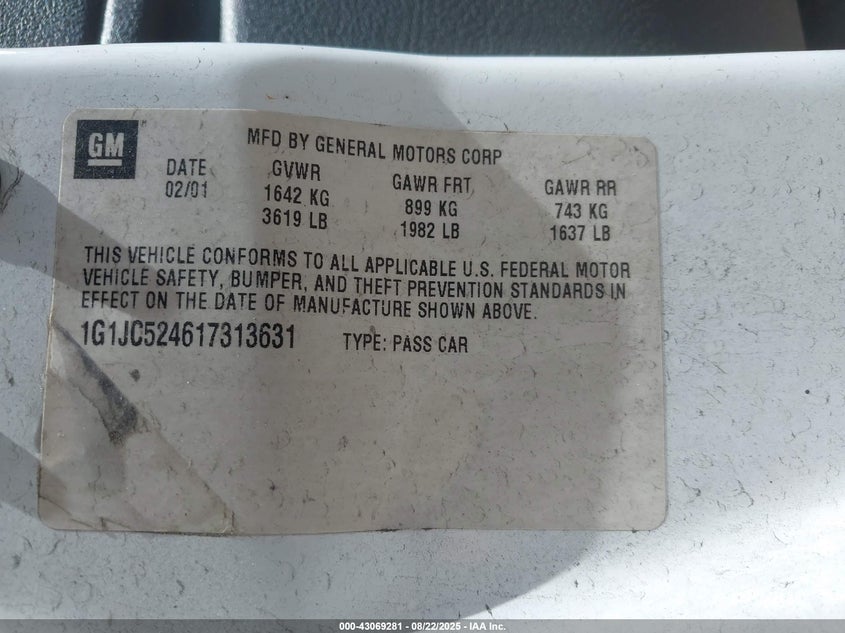 GM
MFD BY GENERAL MOTORS CORP
DATE GVWR GAWR FRT GAWR RR
02/01 1642 KG 899 KG 743 KG
3619 LB 1982 LB 1637 LB
THIS VEHICLE CONFORMS TO ALL APPLICABLE U.S. FEDERAL MOTOR
VEHICLE SAFETY, BUMPER, AND THEFT PREVENTION STANDARDS IN
EFFECT ON THE DATE OF MANUFACTURE SHOWN ABOVE.
1G1JC524617313631 TYPE: PASS CAR
000-43069281 - 08/22/2025 - IAA Inc.